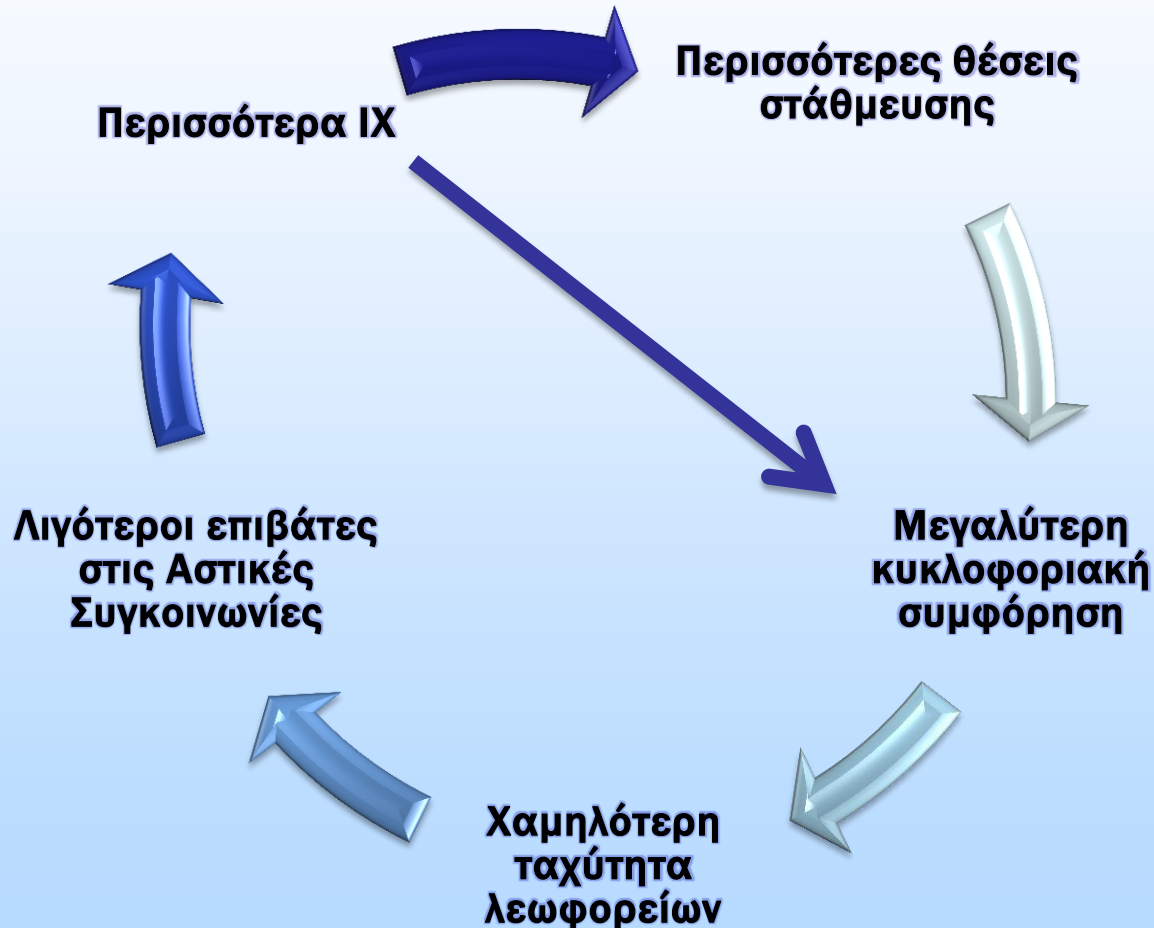 Περισσότερα ΙΧ
Περισσότερες θέσεις
στάθμευσης
Μεγαλύτερη
κυκλοφοριακή
συμφόρηση
Χαμηλότερη
ταχύτητα
λεωφορείων
Λιγότεροι επιβάτες
στις Αστικές
Συγκοινωνίες